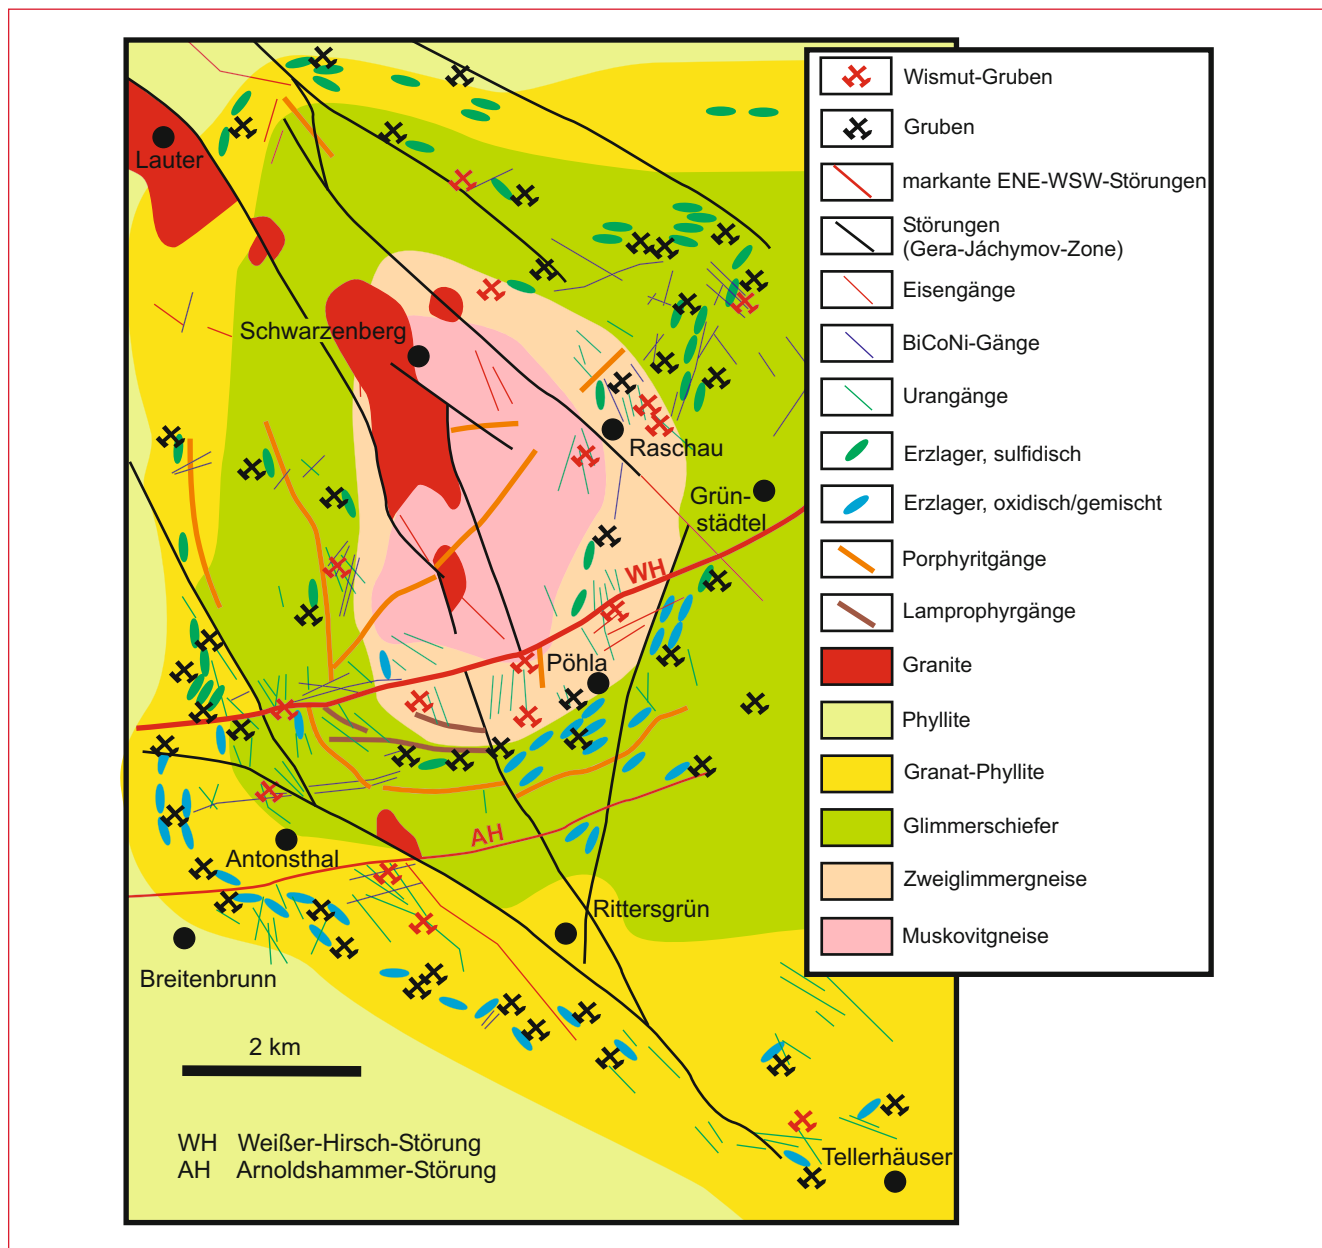 Lauter
Schwarzenberg
Raschau
Grün-
städtel
WH
Pöhla
AH
Antonsthal
Rittersgrün
Breitenbrunn
Tellerhäuser
2 km
WH Weißer-Hirsch-Störung
AH Arnoldshammer-Störung
Wismut-Gruben
Gruben
markante ENE-WSW-Störungen
Störungen
(Gera-Jáchymov-Zone)
Eisengänge
BiCoNi-Gänge
Urangänge
Erzlager, sulfidisch
Erzlager, oxidisch/gemischt
Porphyritgänge
Lamprophyrgänge
Granite
Phyllite
Granat-Phyllite
Glimmerschiefer
Zweiglimmergneise
Muskovitgneise